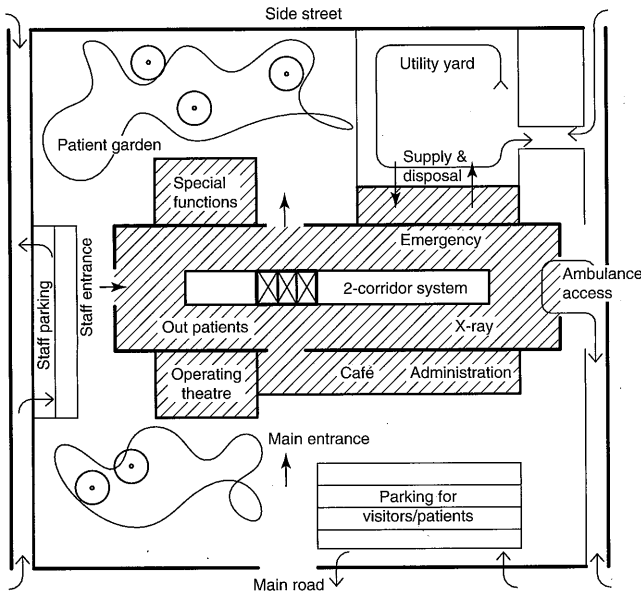 Side street
Utility yard
Patient garden
Supply &
disposal
Special
functions
Emergency
Ambulance
access
Staff parking
Staff entrance
2-corridor system
Out patients
X-ray
Operating
theatre
Café
Administration
Main entrance
Parking for
visitors/patients
Main road